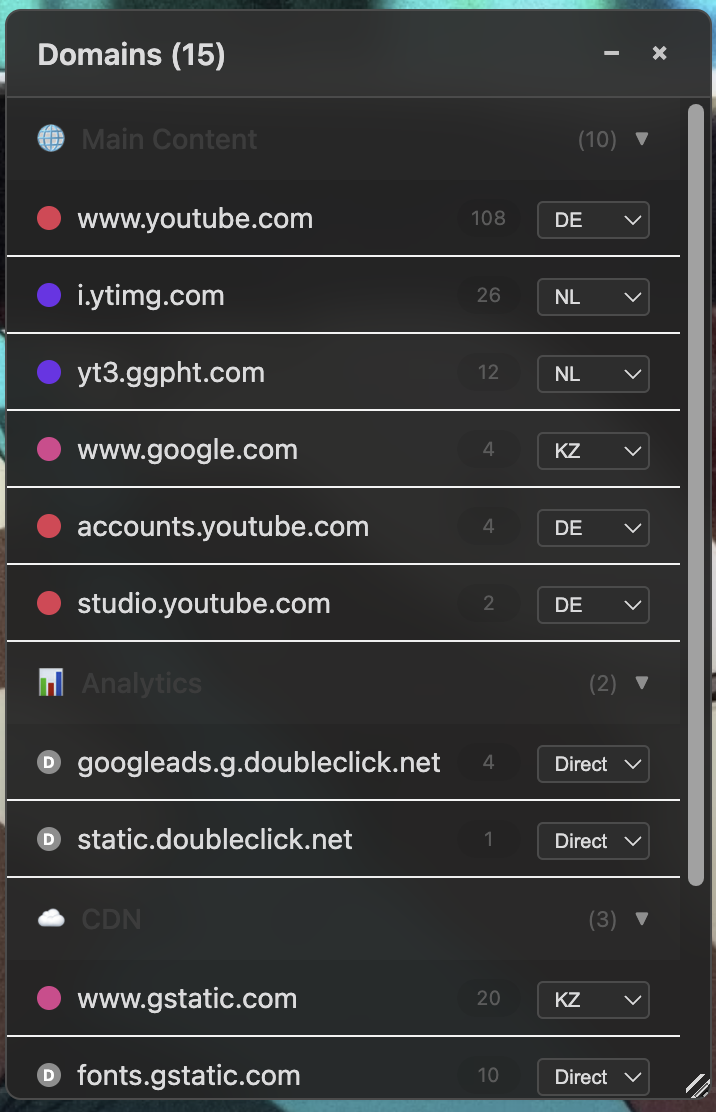 Domains (15)
Main Content (10)
www.youtube.com 108 DE
i.ytimg.com 26 NL
yt3.ggpht.com 12 NL
www.google.com 4 KZ
accounts.youtube.com 4 DE
studio.youtube.com 2 DE
Analytics (2)
D googleads.g.doubleclick.net 4 Direct
D static.doubleclick.net 1 Direct
CDN (3)
www.gstatic.com 20 KZ
D fonts.gstatic.com 10 Direct